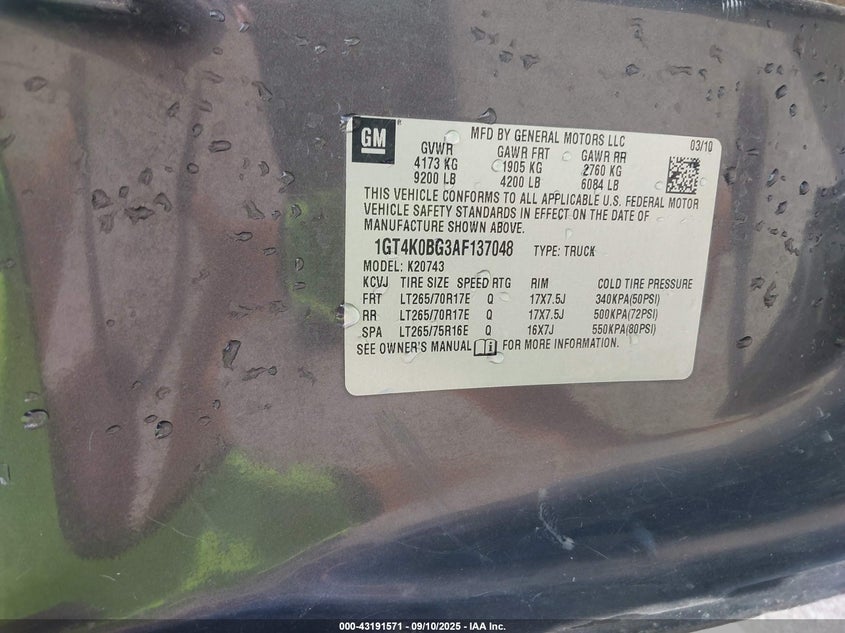 GM
MFD BY GENERAL MOTORS LLC
03/10
GVWR GAWR FRT GAWR RR
4173 KG 1905 KG 2760 KG
9200 LB 4200 LB 6084 LB
THIS VEHICLE CONFORMS TO ALL APPLICABLE U.S. FEDERAL MOTOR
VEHICLE SAFETY STANDARDS IN EFFECT ON THE DATE OF
MANUFACTURE SHOWN ABOVE.
1GT4K0BG3AF137048 TYPE: TRUCK
MODEL: K20743
KCVJ TIRE SIZE SPEED RTG RIM COLD TIRE PRESSURE
FRT LT265/70R17E Q 17X7.5J 340KPA(50PSI)
RR LT265/70R17E Q 17X7.5J 500KPA(72PSI)
SPA LT265/75R16E Q 16X7J 550KPA(80PSI)
SEE OWNER'S MANUAL FOR MORE INFORMATION.
000-43191571 - 09/10/2025 - IAA Inc.